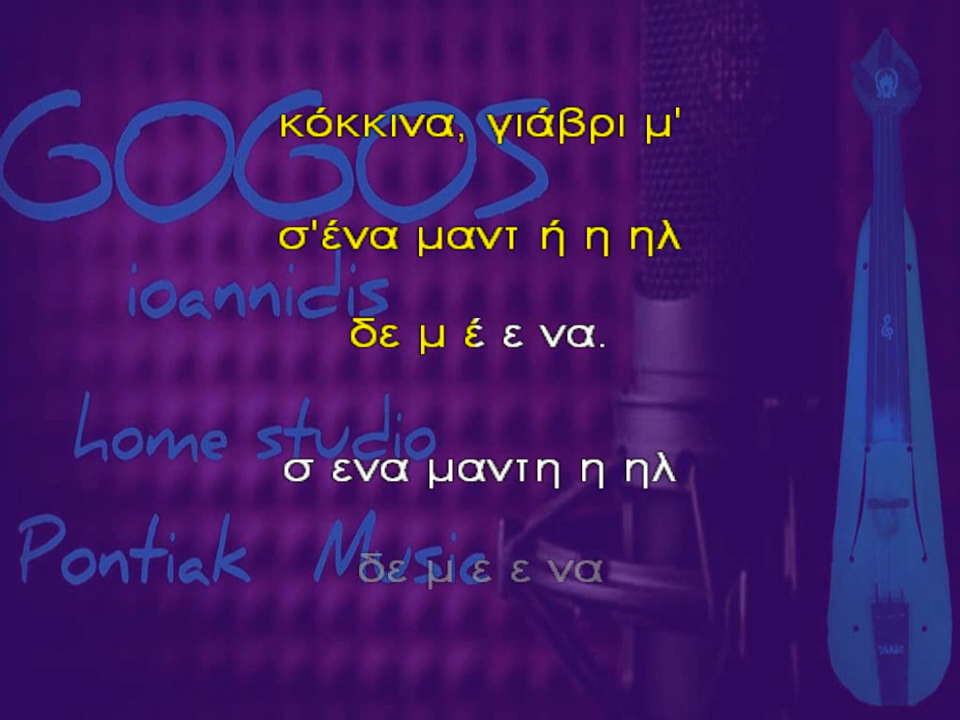 κόκκινα, γιάβρι μ'
GOGOS
σ'ένα μαντ ή η ηλ
ioannidis
δε μ έ ε να.
home studio
σ ενα μαντη η ηλ
Pontiak Music
δε μ ε ε να